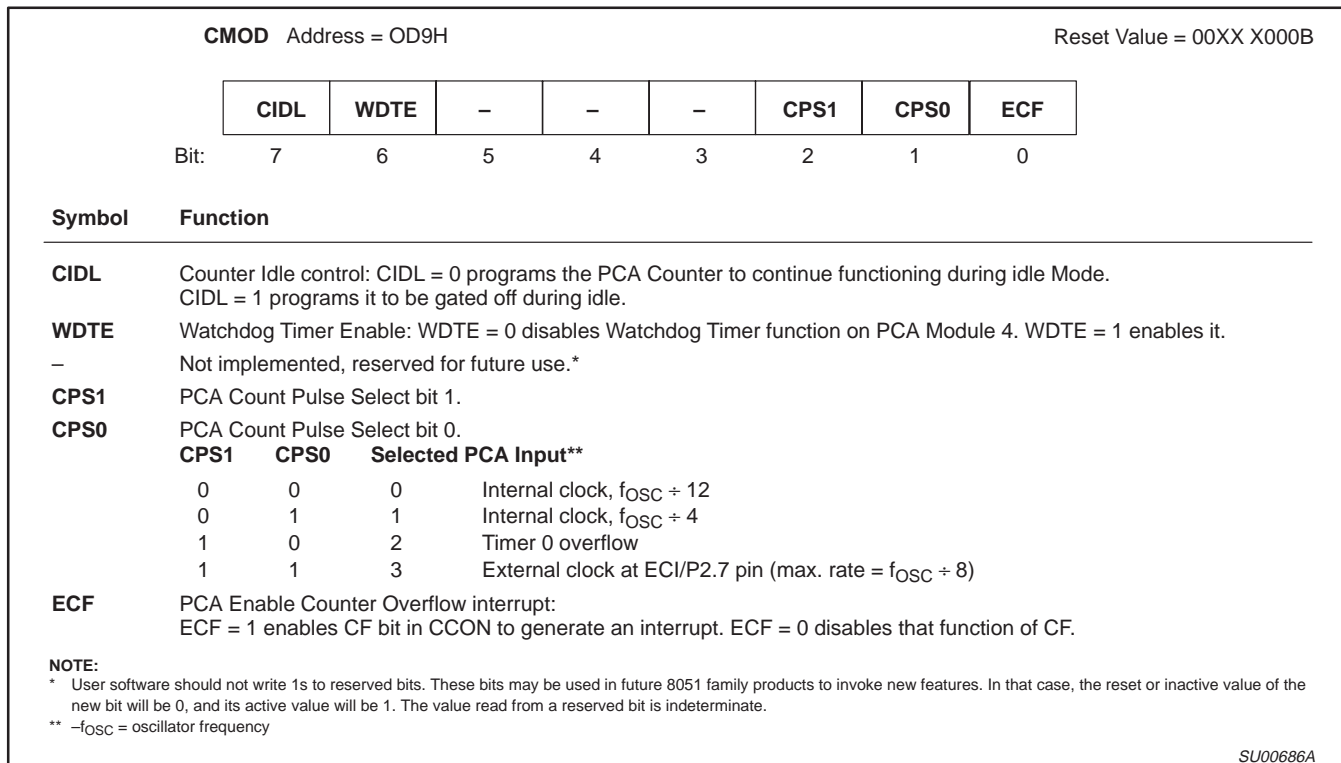 CMOD Address = OD9H Reset Value = 00XX X000B
CIDL WDTE – – – CPS1 CPS0 ECF
Bit: 7 6 5 4 3 2 1 0
Symbol Function
CIDL Counter Idle control: CIDL = 0 programs the PCA Counter to continue functioning during idle Mode.
CIDL = 1 programs it to be gated off during idle.
WDTE Watchdog Timer Enable: WDTE = 0 disables Watchdog Timer function on PCA Module 4. WDTE = 1 enables it.
– Not implemented, reserved for future use.*
CPS1 PCA Count Pulse Select bit 1.
CPS0 PCA Count Pulse Select bit 0.
CPS1 CPS0 Selected PCA Input**
0 0 0 Internal clock, fOSC ÷ 12
0 1 1 Internal clock, fOSC ÷ 4
1 0 2 Timer 0 overflow
1 1 3 External clock at ECI/P2.7 pin (max. rate = fOSC ÷ 8)
ECF PCA Enable Counter Overflow interrupt:
ECF = 1 enables CF bit in CCON to generate an interrupt. ECF = 0 disables that function of CF.
NOTE:
* User software should not write 1s to reserved bits. These bits may be used in future 8051 family products to invoke new features. In that case, the reset or inactive value of the
new bit will be 0, and its active value will be 1. The value read from a reserved bit is indeterminate.
** –fOSC = oscillator frequency
SU00686A